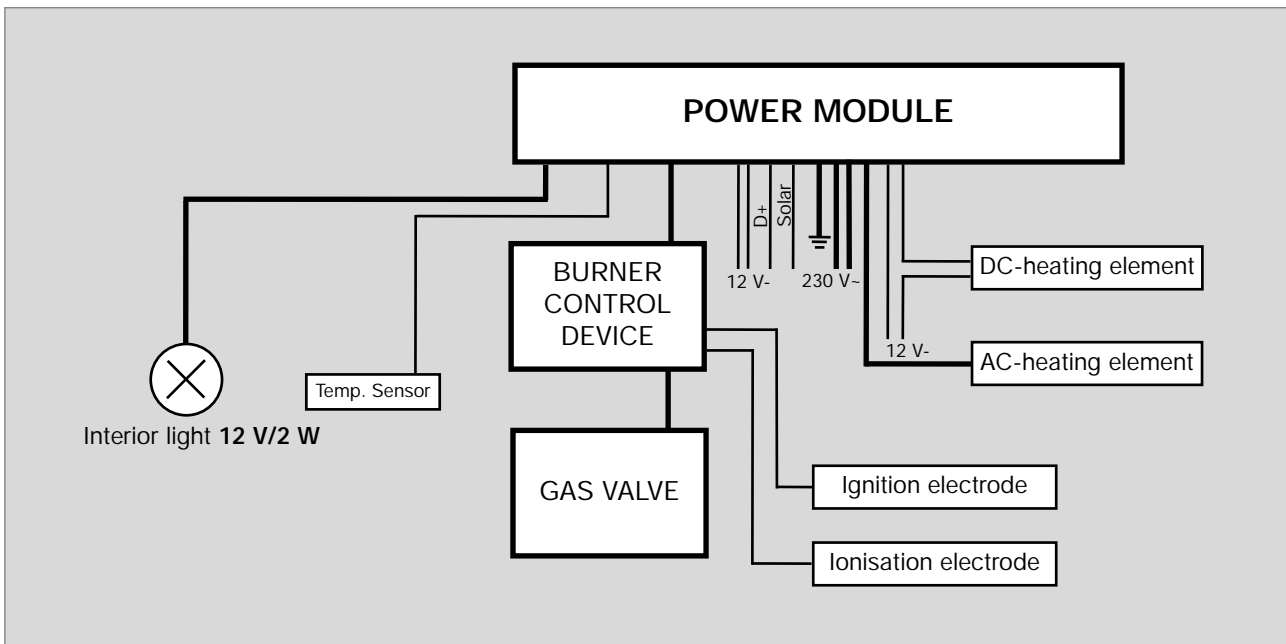 POWER MODULE
D+
Solar
12 V-
230 V~
BURNER
CONTROL
DEVICE
DC-heating element
12 V-
AC-heating element
Temp. Sensor
Interior light 12 V/2 W
GAS VALVE
Ignition electrode
Ionisation electrode